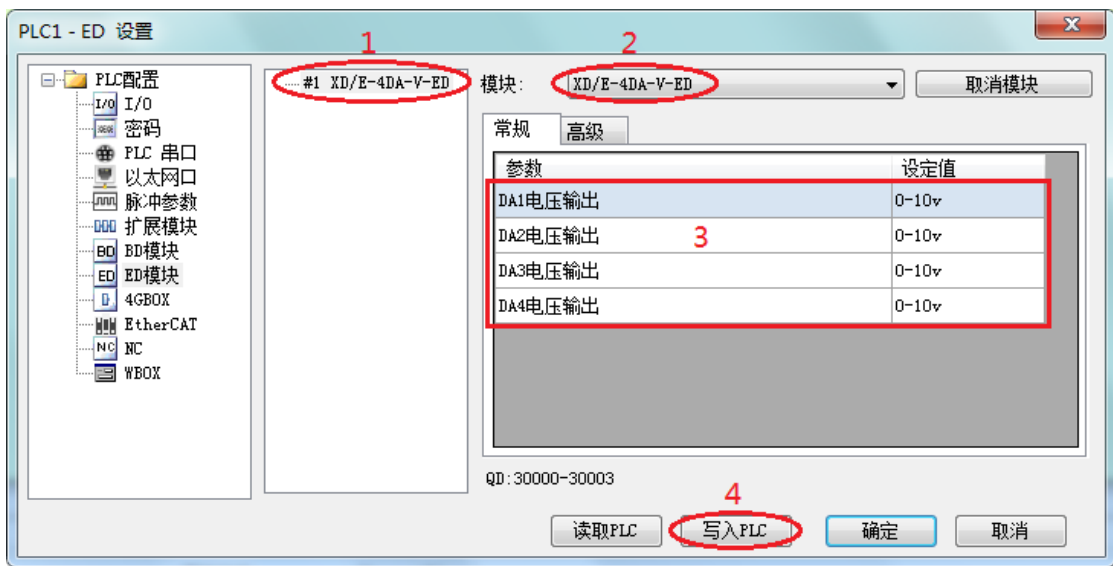 PLC1 - ED 设置
1
2
PLC配置
I/O I/O
密码
PLC 串口
以太网口
脉冲参数
扩展模块
BD BD模块
ED ED模块
4GBOX
EtherCAT
NC NC
WBOX
#1 XD/E-4DA-V-ED
模块: XD/E-4DA-V-ED 取消模块
常规 高级
参数 设定值
DA1电压输出 0-10v
DA2电压输出 0-10v
3
DA3电压输出 0-10v
DA4电压输出 0-10v
QD:30000-30003
4
读取PLC 写入PLC 确定 取消